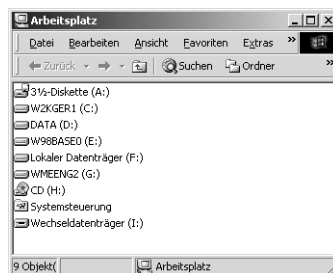 Arbeitsplatz
Datei Bearbeiten Ansicht Favoriten Extras »
Zurück Suchen Ordner »
3½-Diskette (A:)
W2KGER1 (C:)
DATA (D:)
W98BASE0 (E:)
Lokaler Datenträger (F:)
WMEENG2 (G:)
CD (H:)
Systemsteuerung
Wechseldatenträger (I:)
9 Objekt( Arbeitsplatz